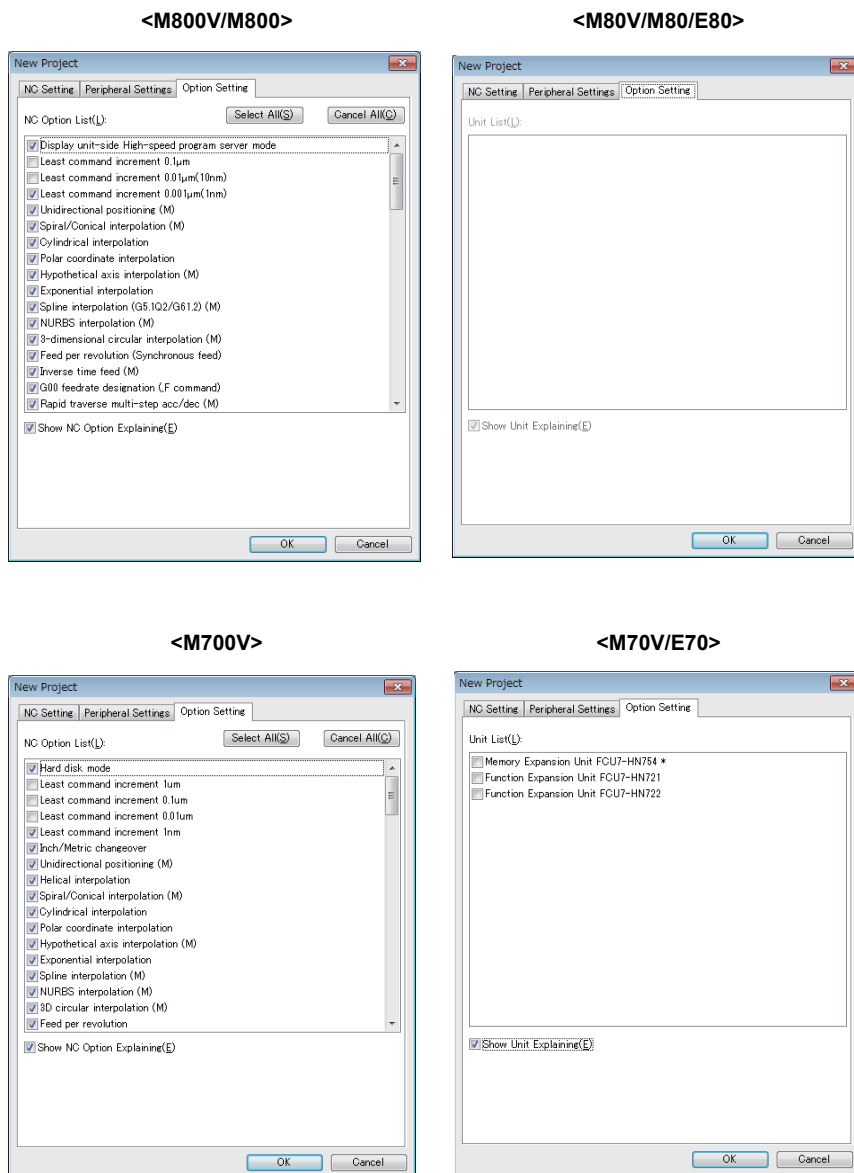 <M800V/M800>
New Project
NC Setting Peripheral Settings Option Setting
NC Option List(L): Select All(S) Cancel All(C)
Display unit-side High-speed program server mode
Least command increment 0.1μm
Least command increment 0.01μm(10nm)
Least command increment 0.001μm(1nm)
Unidirectional positioning (M)
Spiral/Conical interpolation (M)
Cylindrical interpolation
Polar coordinate interpolation
Hypothetical axis interpolation (M)
Exponential interpolation
Spline interpolation (G5.1Q2/G61.2) (M)
NURBS interpolation (M)
3-dimensional circular interpolation (M)
Feed per revolution (Synchronous feed)
Inverse time feed (M)
G00 feedrate designation (,F command)
Rapid traverse multi-step acc/dec (M)
Show NC Option Explaining(E)
OK Cancel
<M80V/M80/E80>
New Project
NC Setting Peripheral Settings Option Setting
Unit List(L):
Show Unit Explaining(E)
OK Cancel
<M700V>
New Project
NC Setting Peripheral Settings Option Setting
NC Option List(L): Select All(S) Cancel All(C)
Hard disk mode
Least command increment 1um
Least command increment 0.1um
Least command increment 0.01um
Least command increment 1nm
Inch/Metric changeover
Unidirectional positioning (M)
Helical interpolation
Spiral/Conical interpolation (M)
Cylindrical interpolation
Polar coordinate interpolation
Hypothetical axis interpolation (M)
Exponential interpolation
Spline interpolation (M)
NURBS interpolation (M)
3D circular interpolation (M)
Feed per revolution
Show NC Option Explaining(E)
OK Cancel
<M70V/E70>
New Project
NC Setting Peripheral Settings Option Setting
Unit List(L):
Memory Expansion Unit FCU7-HN754 *
Function Expansion Unit FCU7-HN721
Function Expansion Unit FCU7-HN722
Show Unit Explaining(E)
OK Cancel